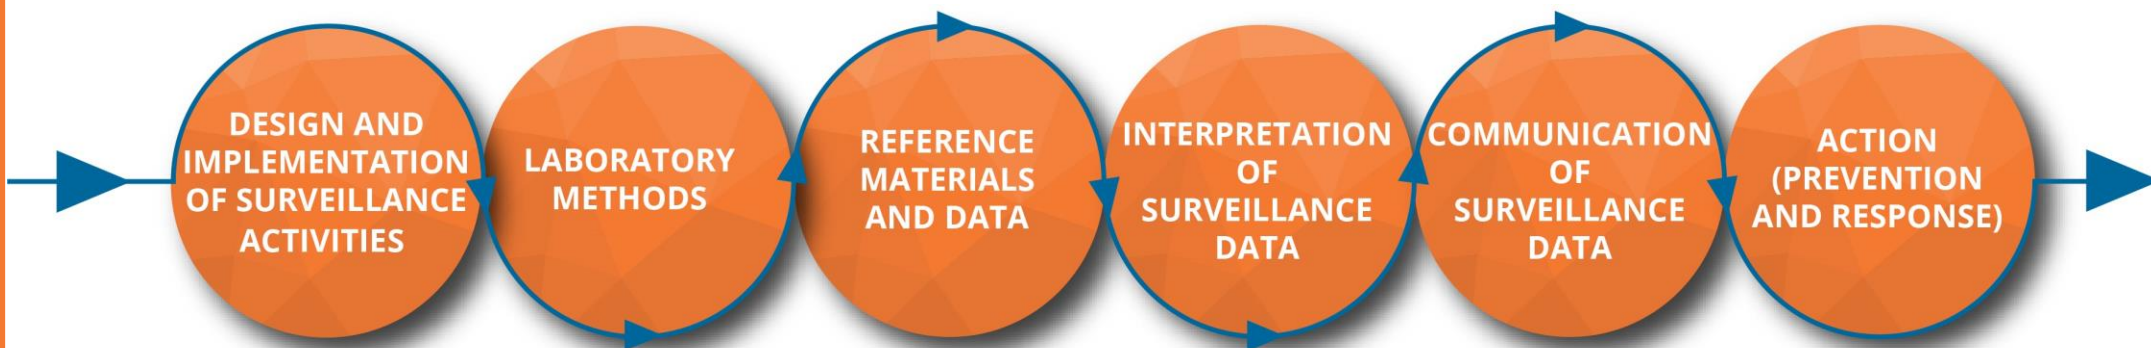 DESIGN AND
IMPLEMENTATION
OF SURVEILLANCE
ACTIVITIES
LABORATORY
METHODS
REFERENCE
MATERIALS
AND DATA
INTERPRETATION
OF
SURVEILLANCE
DATA
COMMUNICATION
OF
SURVEILLANCE
DATA
ACTION
(PREVENTION
AND RESPONSE)